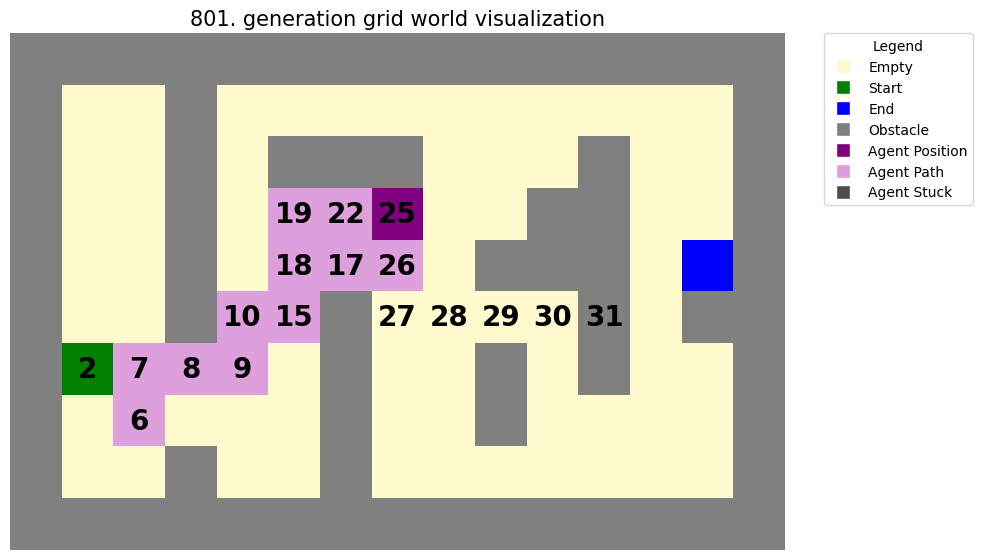 801. generation grid world visualization
Legend
Empty
Start
End
Obstacle
Agent Position
Agent Path
Agent Stuck
19 22 25
18 17 26
10 15 27 28 29 30 31
2 7 8 9
6